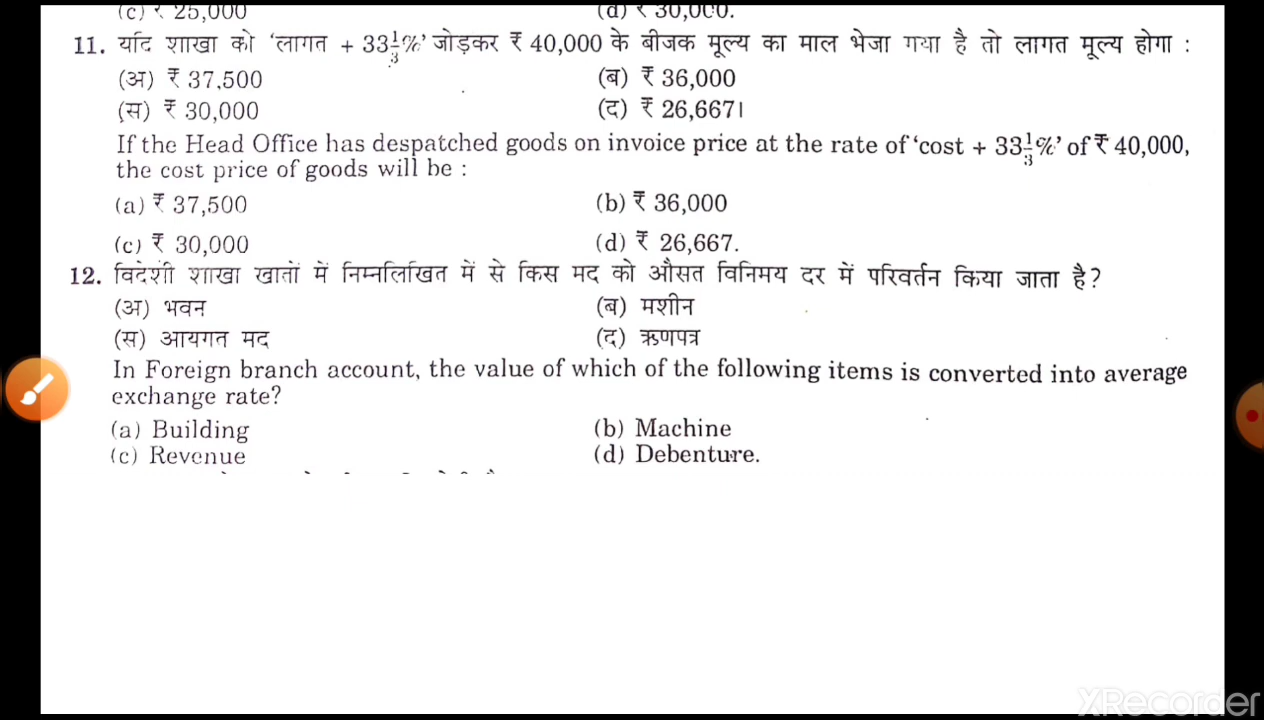 (c) ₹ 25,000 (d) ₹ 30,000.
11. यदि शाखा को ‘लागत + 33⅓%’ जोड़कर ₹ 40,000 के बीजक मूल्य का माल भेजा गया है तो लागत मूल्य होगा :
(अ) ₹ 37,500 (ब) ₹ 36,000
(स) ₹ 30,000 (द) ₹ 26,667।
If the Head Office has despatched goods on invoice price at the rate of ‘cost + 33⅓%’ of ₹ 40,000,
the cost price of goods will be :
(a) ₹ 37,500 (b) ₹ 36,000
(c) ₹ 30,000 (d) ₹ 26,667.
12. विदेशी शाखा खातों में निम्नलिखित में से किस मद को औसत विनिमय दर में परिवर्तन किया जाता है?
(अ) भवन (ब) मशीन
(स) आयगत मद (द) ऋणपत्र
In Foreign branch account, the value of which of the following items is converted into average
exchange rate?
(a) Building (b) Machine
(c) Revenue (d) Debenture.
XRecorder